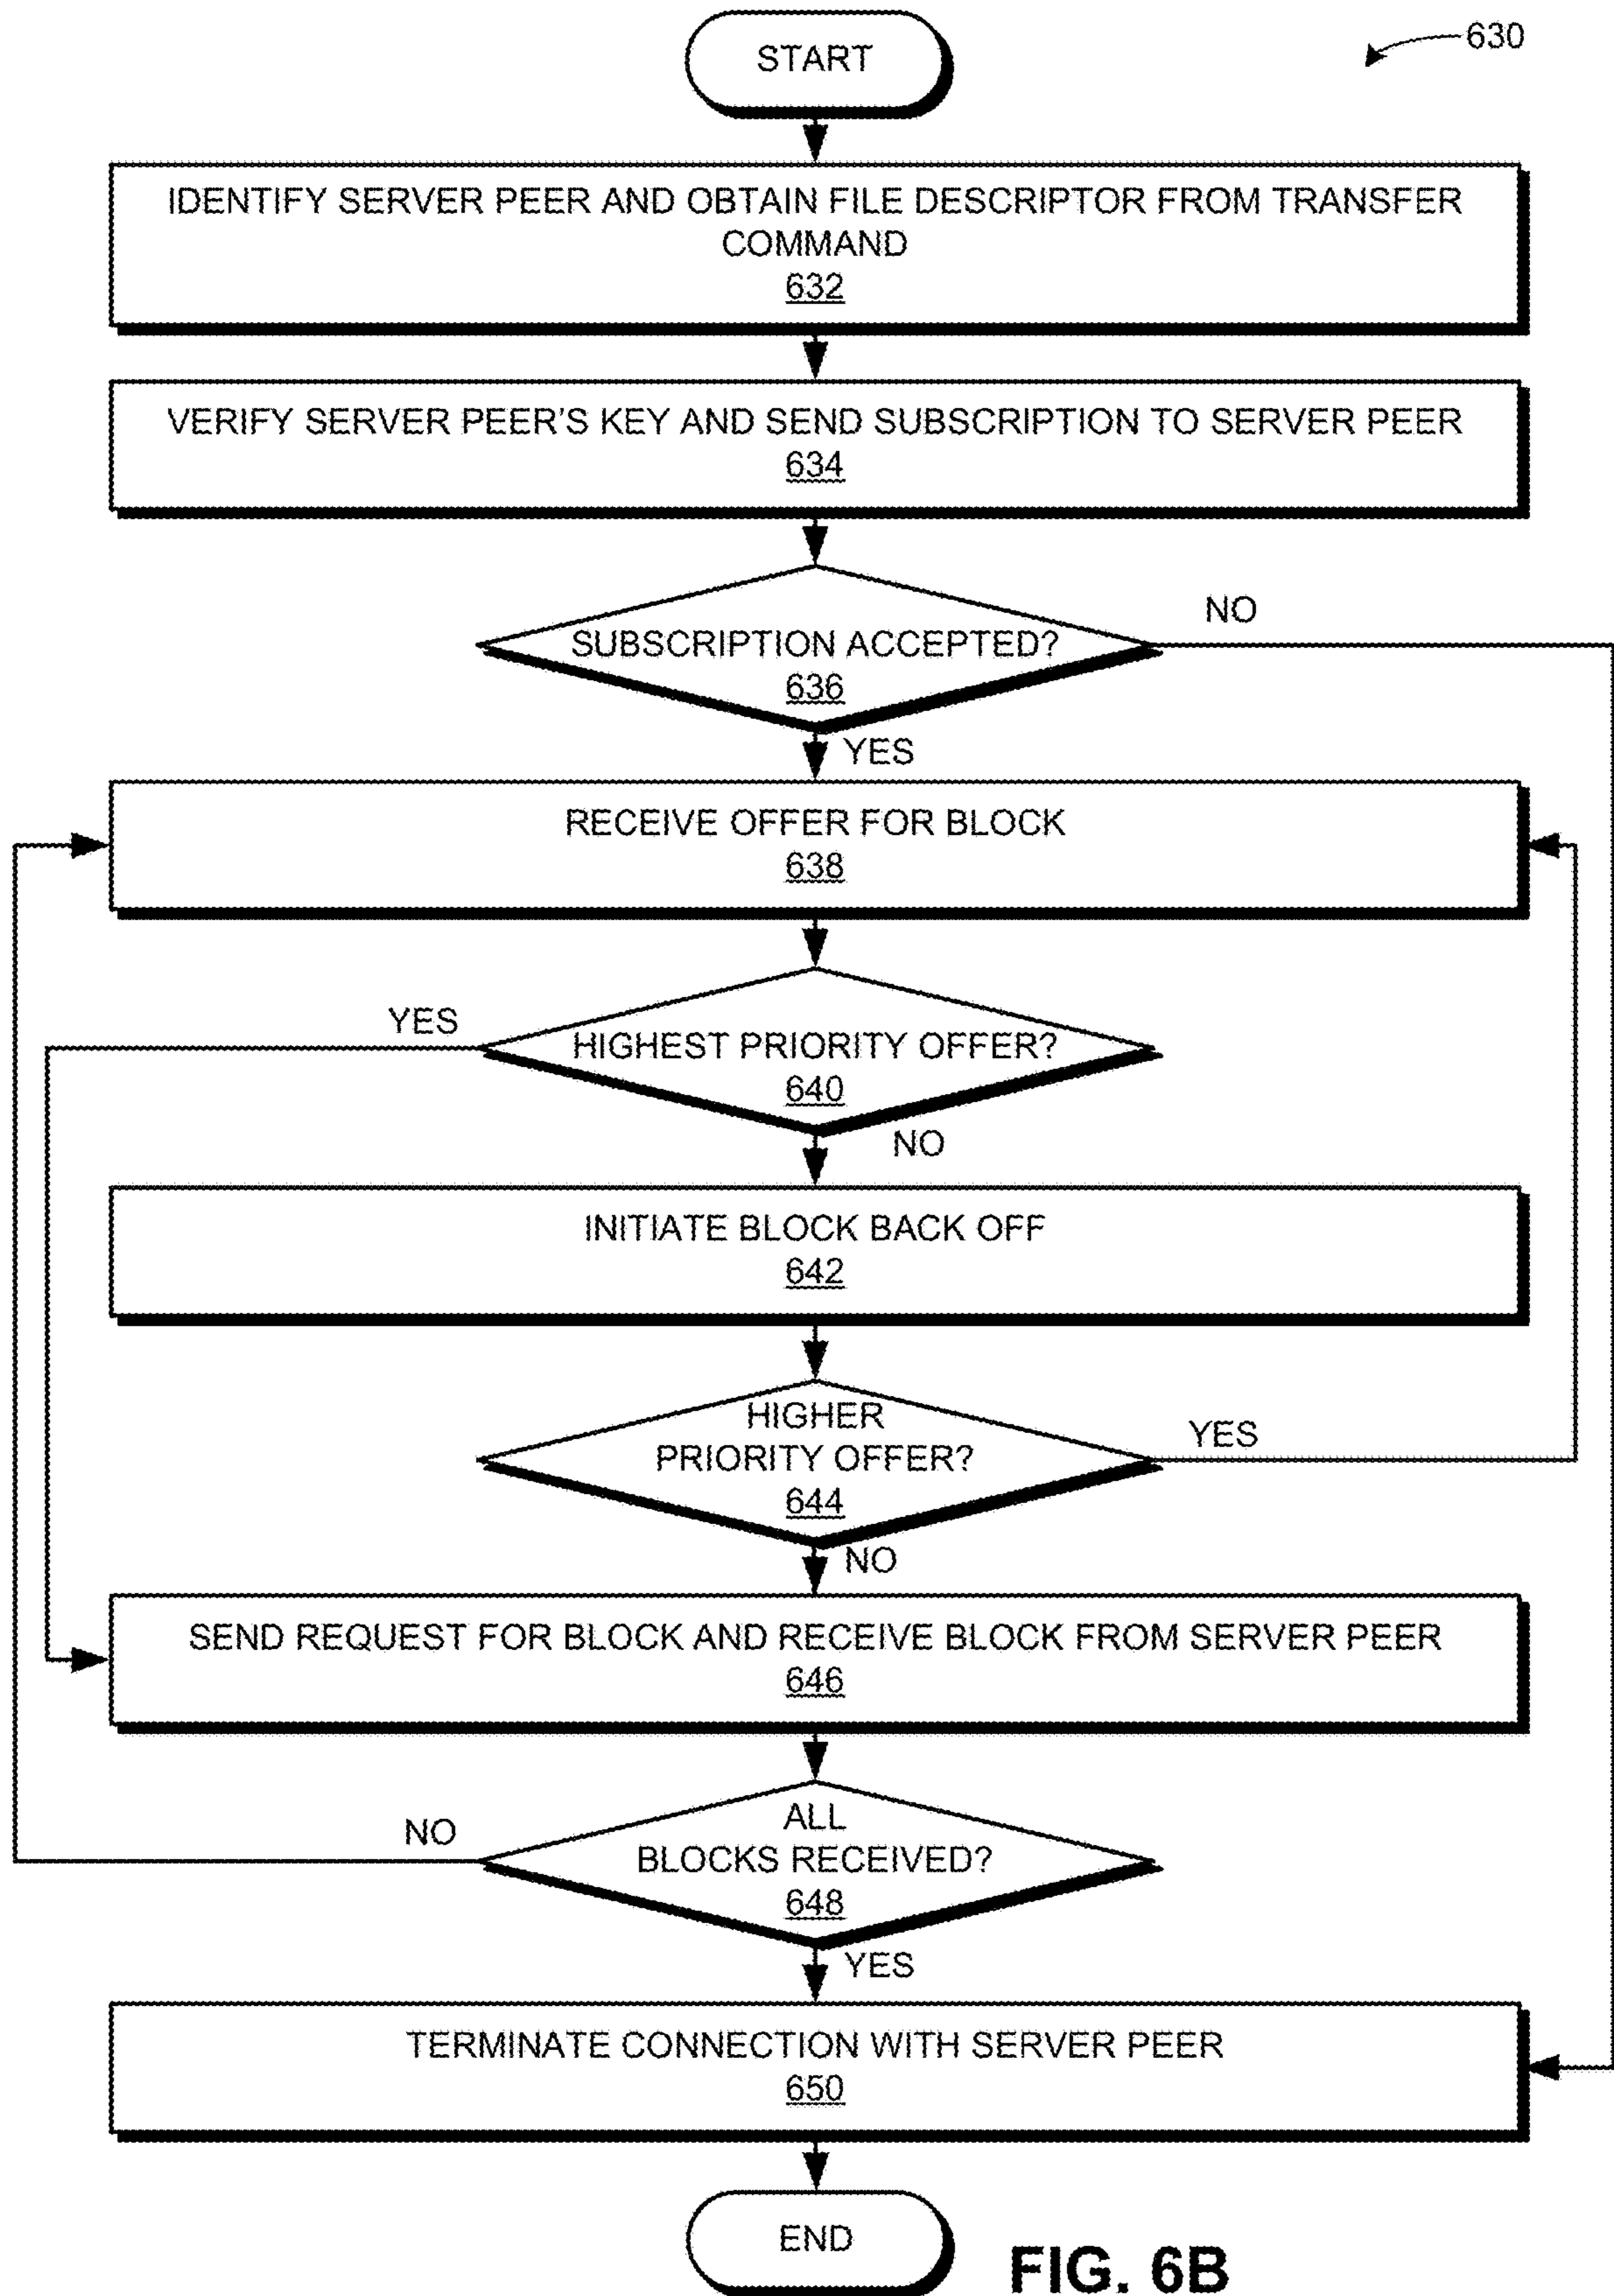 START
630
IDENTIFY SERVER PEER AND OBTAIN FILE DESCRIPTOR FROM TRANSFER
COMMAND
632
VERIFY SERVER PEER'S KEY AND SEND SUBSCRIPTION TO SERVER PEER
634
NO
SUBSCRIPTION ACCEPTED?
636
YES
RECEIVE OFFER FOR BLOCK
638
YES
HIGHEST PRIORITY OFFER?
640
NO
INITIATE BLOCK BACK OFF
642
HIGHER
PRIORITY OFFER?
YES
644
NO
SEND REQUEST FOR BLOCK AND RECEIVE BLOCK FROM SERVER PEER
646
ALL
NO
BLOCKS RECEIVED?
648
YES
TERMINATE CONNECTION WITH SERVER PEER
650
END
FIG. 6B